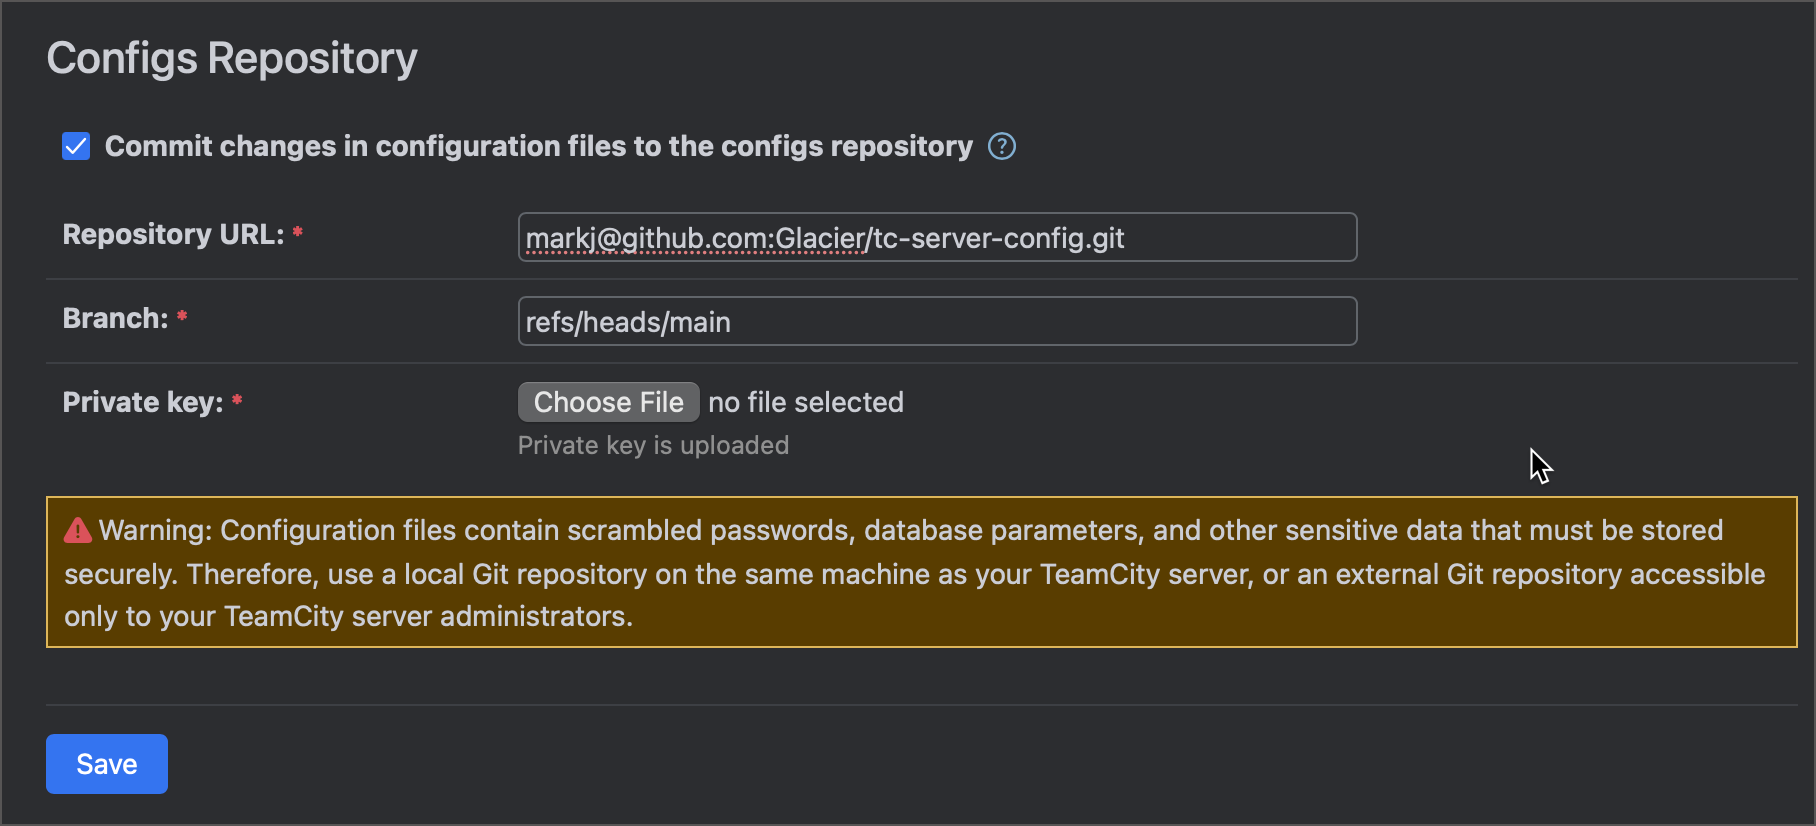 Configs Repository
Commit changes in configuration files to the configs repository ?
Repository URL: * markj@github.com:Glacier/tc-server-config.git
Branch: * refs/heads/main
Private key: * Choose File no file selected
Private key is uploaded
Warning: Configuration files contain scrambled passwords, database parameters, and other sensitive data that must be stored
securely. Therefore, use a local Git repository on the same machine as your TeamCity server, or an external Git repository accessible
only to your TeamCity server administrators.
Save